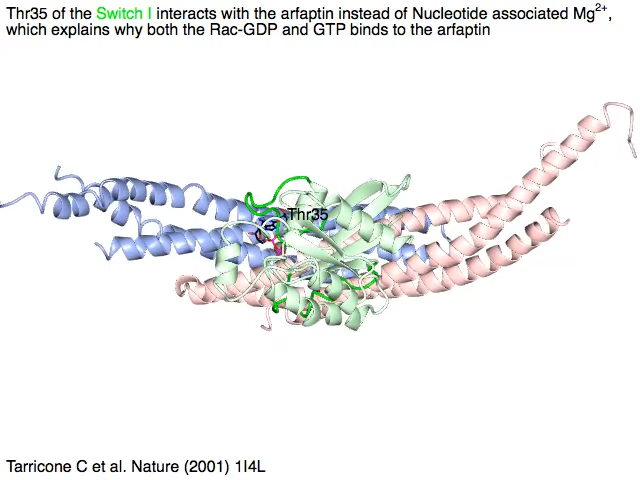 Thr35 of the Switch I interacts with the arfaptin instead of Nucleotide associated Mg2+,
which explains why both the Rac-GDP and GTP binds to the arfaptin
Thr35
Tarricone C et al. Nature (2001) 1I4L